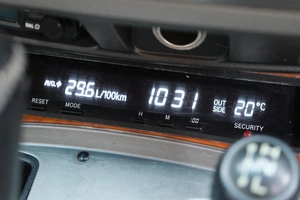 AVG. 29.6 L/100km 10:31 OUT SIDE 20°C
RESET MODE H M :00 SECURITY
H L